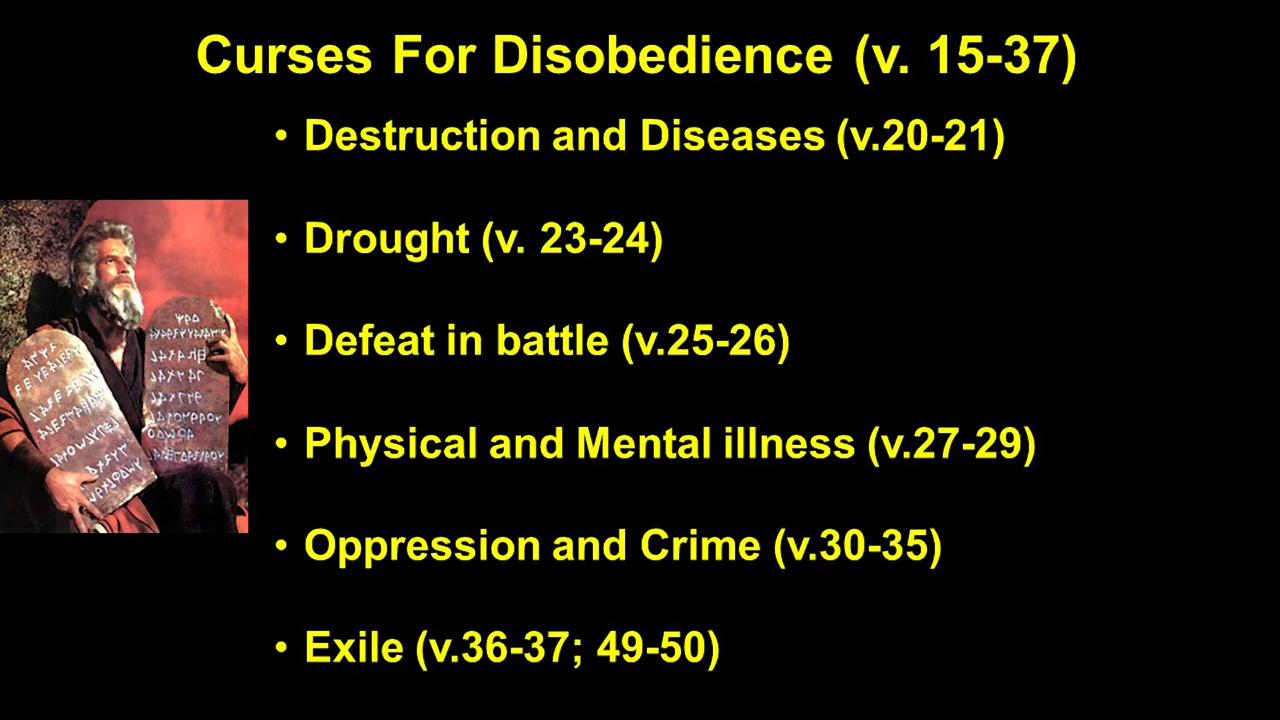 Curses For Disobedience (v. 15-37)
• Destruction and Diseases (v.20-21)
• Drought (v. 23-24)
• Defeat in battle (v.25-26)
• Physical and Mental illness (v.27-29)
• Oppression and Crime (v.30-35)
• Exile (v.36-37; 49-50)